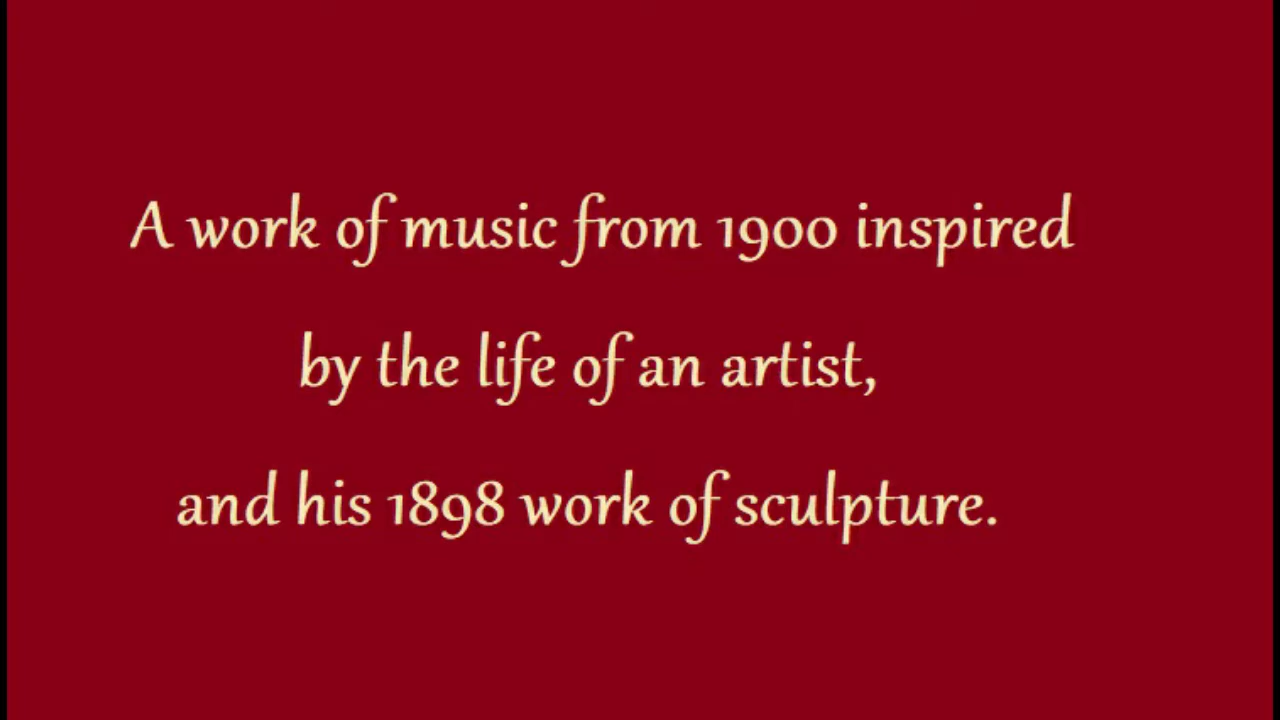 A work of music from 1900 inspired
by the life of an artist,
and his 1898 work of sculpture.